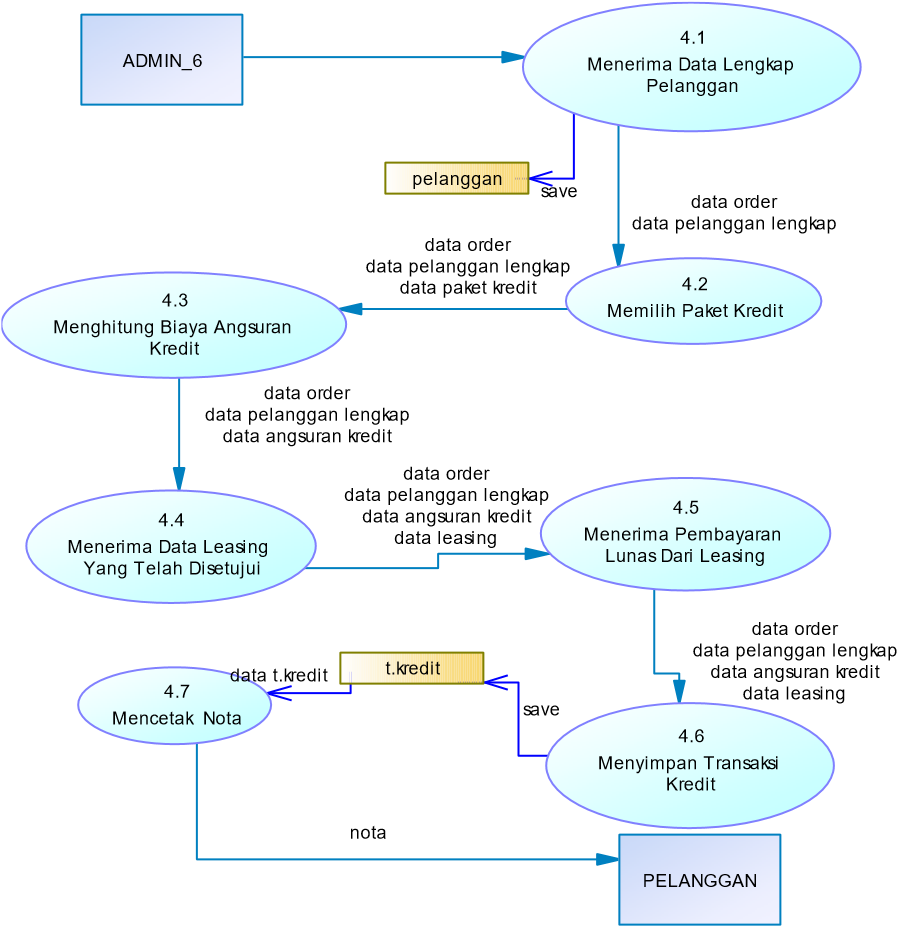 ADMIN_6
4.1
Menerima Data Lengkap
Pelanggan
pelanggan
save
data order
data pelanggan lengkap
data order
data pelanggan lengkap
data paket kredit
4.2
Memilih Paket Kredit
4.3
Menghitung Biaya Angsuran
Kredit
data order
data pelanggan lengkap
data angsuran kredit
data order
data pelanggan lengkap
data angsuran kredit
data leasing
4.4
Menerima Data Leasing
Yang Telah Disetujui
4.5
Menerima Pembayaran
Lunas Dari Leasing
data order
data pelanggan lengkap
data angsuran kredit
data leasing
t.kredit
data t.kredit
save
4.7
Mencetak Nota
4.6
Menyimpan Transaksi
Kredit
nota
PELANGGAN